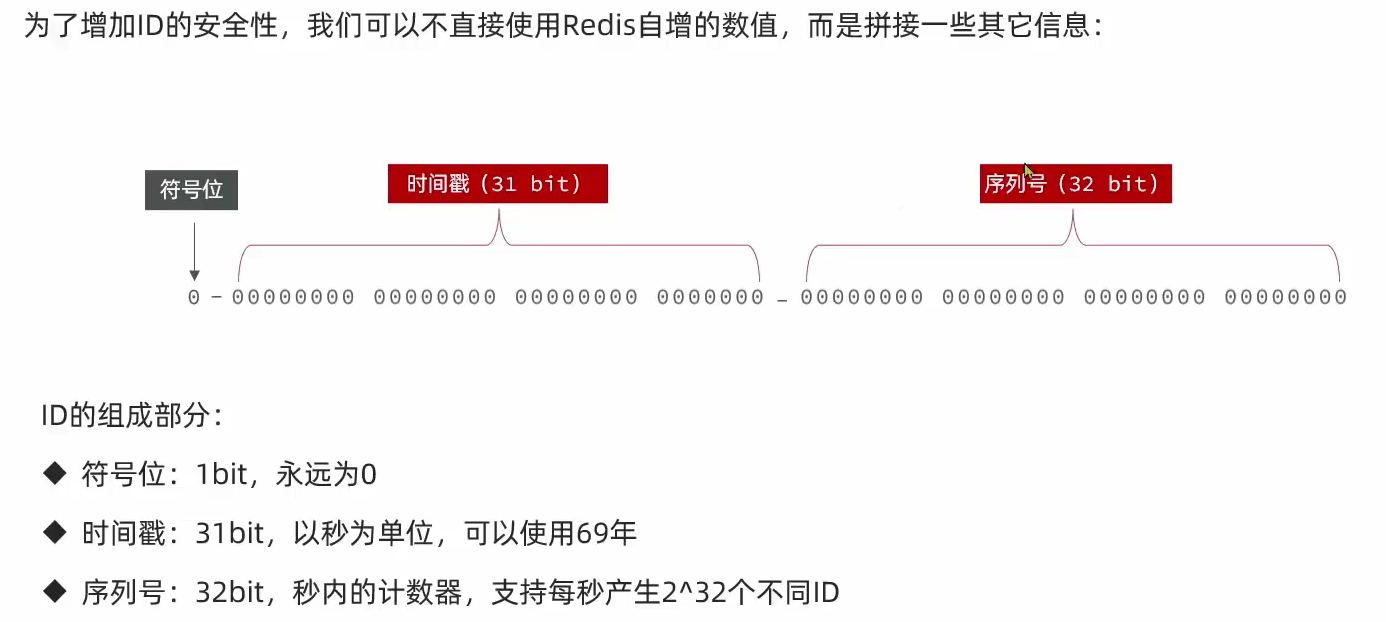 为了增加ID的安全性，我们可以不直接使用Redis自增的数值，而是拼接一些其它信息：
符号位 时间戳（31 bit） 序列号（32 bit）
0 - 00000000 00000000 00000000 0000000 - 00000000 00000000 00000000 00000000
ID的组成部分：
◆ 符号位：1bit，永远为0
◆ 时间戳：31bit，以秒为单位，可以使用69年
◆ 序列号：32bit，秒内的计数器，支持每秒产生2^32个不同ID